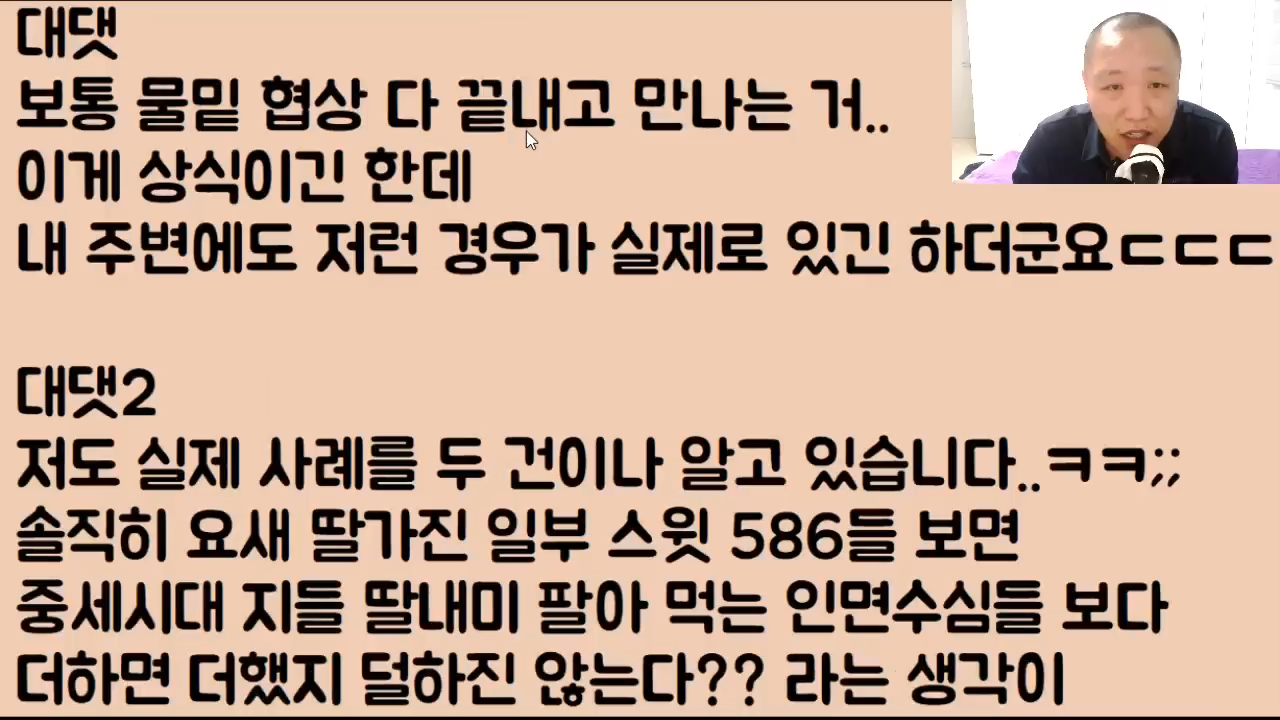 대댓
보통 물밑 협상 다 끝내고 만나는 거..
이게 상식이긴 한데
내 주변에도 저런 경우가 실제로 있긴 하더군요ㄷㄷㄷ
대댓2
저도 실제 사례를 두 건이나 알고 있습니다..ㅋㅋ;;
솔직히 요새 딸가진 일부 스윗 586들 보면
중세시대 지들 딸내미 팔아 먹는 인면수심들 보다
더하면 더했지 덜하진 않는다?? 라는 생각이